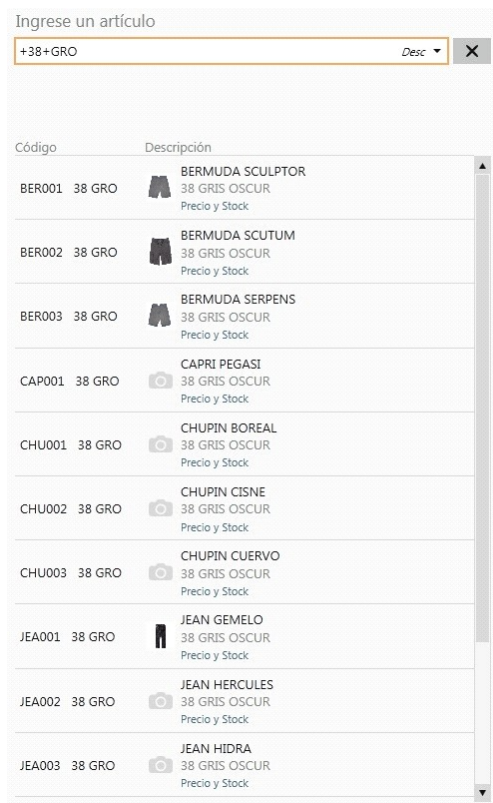 Ingrese un artículo
+38+GRO Desc
Código Descripción
BER001 38 GRO BERMUDA SCULPTOR
38 GRIS OSCUR
Precio y Stock
BER002 38 GRO BERMUDA SCUTUM
38 GRIS OSCUR
Precio y Stock
BER003 38 GRO BERMUDA SERPENS
38 GRIS OSCUR
Precio y Stock
CAP001 38 GRO CAPRI PEGASI
38 GRIS OSCUR
Precio y Stock
CHU001 38 GRO CHUPIN BOREAL
38 GRIS OSCUR
Precio y Stock
CHU002 38 GRO CHUPIN CISNE
38 GRIS OSCUR
Precio y Stock
CHU003 38 GRO CHUPIN CUERVO
38 GRIS OSCUR
Precio y Stock
JEA001 38 GRO JEAN GEMELO
38 GRIS OSCUR
Precio y Stock
JEA002 38 GRO JEAN HERCULES
38 GRIS OSCUR
Precio y Stock
JEA003 38 GRO JEAN HIDRA
38 GRIS OSCUR
Precio y Stock